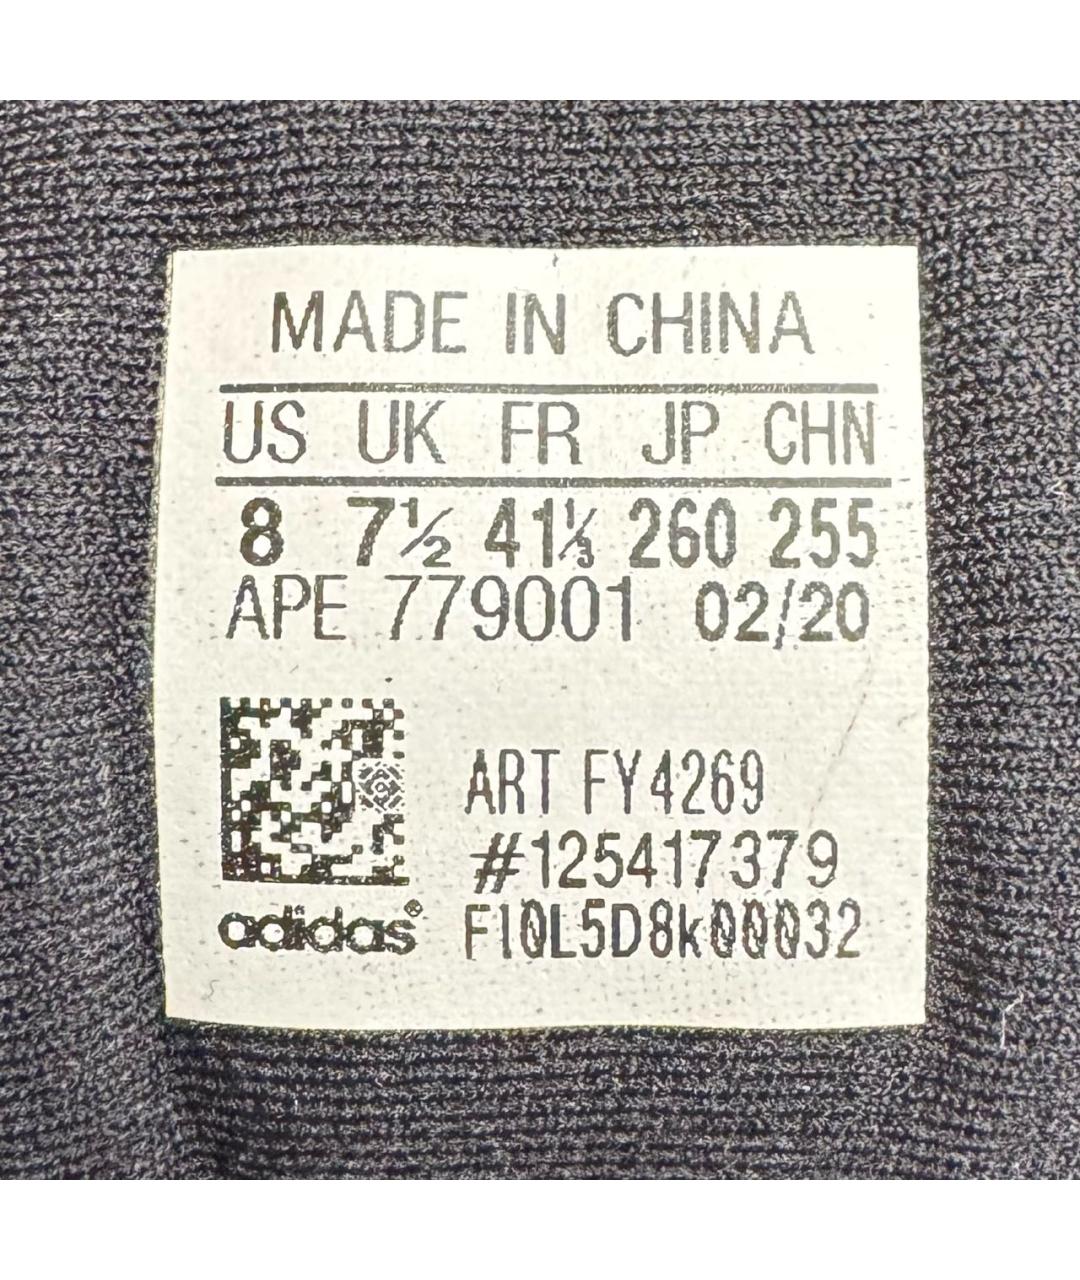 MADE IN CHINA
US UK FR JP CHN
8 7½ 41⅓ 260 255
APE 779001 02/20
ART FY4269
#125417379
adidas® F10L5D8k00032